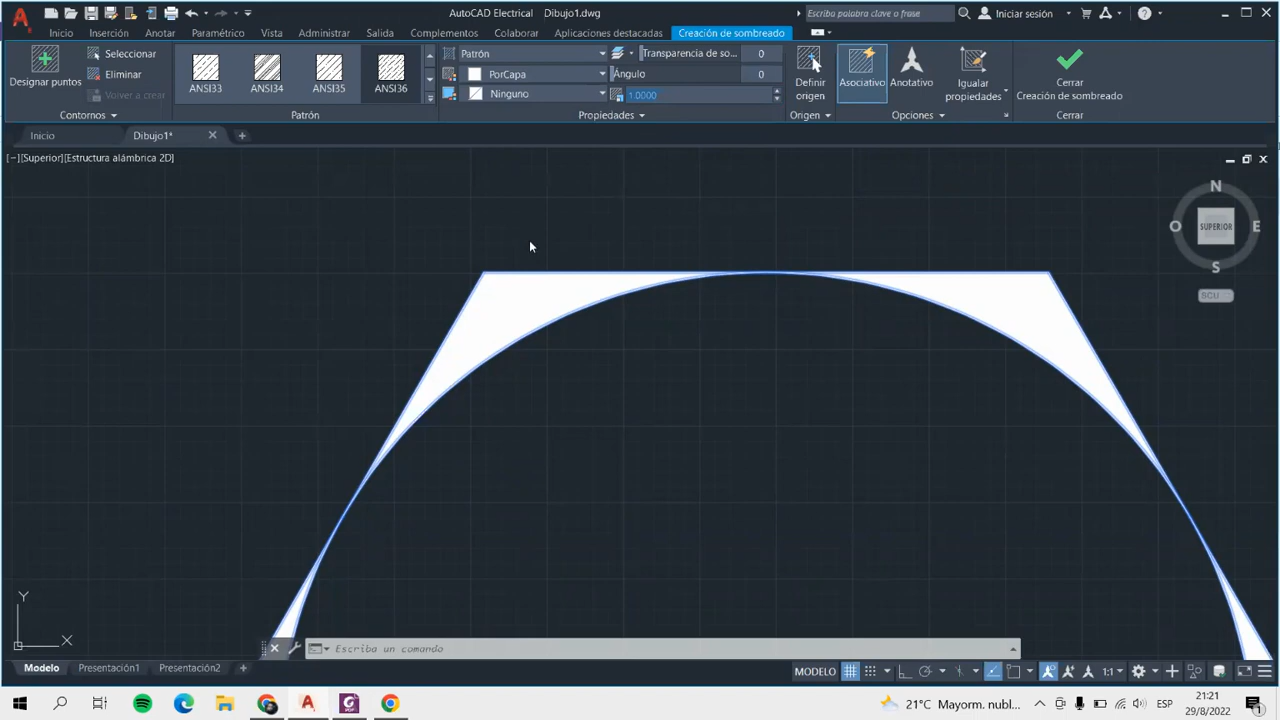 AutoCAD Electrical Dibujo1.dwg
Escriba palabra clave o frase
Iniciar sesión
Inicio Inserción Anotar Paramétrico Vista Administrar Salida Complementos Colaborar Aplicaciones destacadas Creación de sombreado
Designar puntos
Seleccionar
Eliminar
Volver a crear
Contornos
ANSI33 ANSI34 ANSI35 ANSI36
Patrón
Patrón
PorCapa
Ninguno
Transparencia de so... 0
Ángulo 0
1.0000
Propiedades
Definir
origen
Origen
Asociativo
Anotativo
Igualar
propiedades
Opciones
Cerrar
Creación de sombreado
Cerrar
Inicio Dibujo1*
[−][Superior][Estructura alámbrica 2D]
N
O SUPERIOR E
S
SCU
Y
X
Escriba un comando
Modelo Presentación1 Presentación2
MODELO 1:1
21°C Mayorm. nubl... ESP 21:21
29/8/2022
1